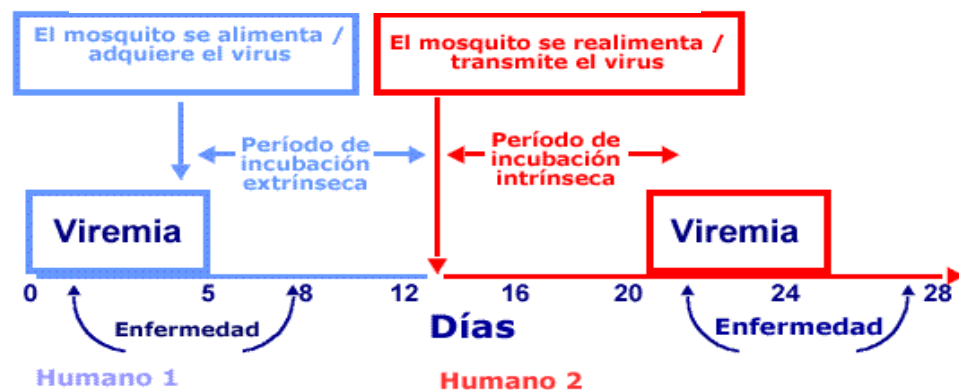 El mosquito se alimenta /
adquiere el virus
El mosquito se realimenta /
transmite el virus
Período de
incubación
extrínseca
Período de
incubación
intrínseca
Viremia
Viremia
0 5 8 12 16 20 24 28
Enfermedad
Días
Enfermedad
Humano 1
Humano 2